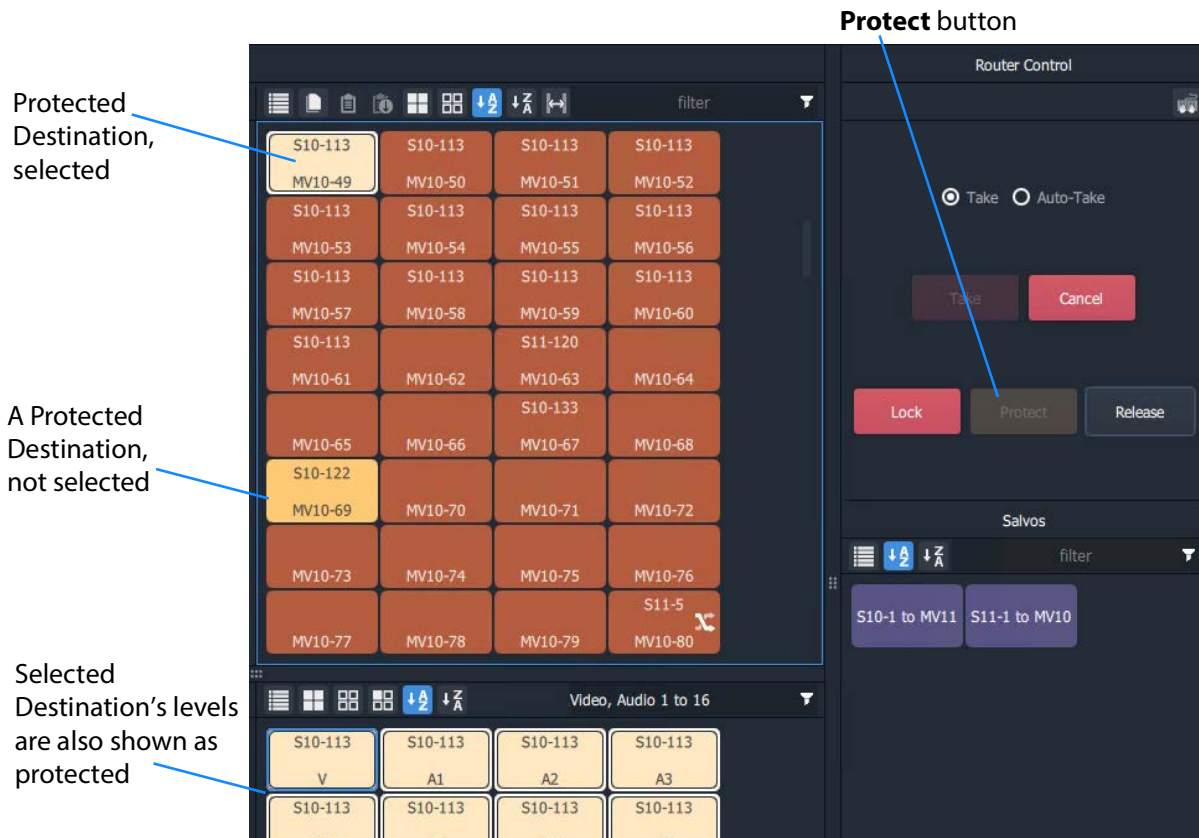 Protect button
Router Control
Protected
Destination,
selected
filter
S10-113 S10-113 S10-113 S10-113
MV10-49 MV10-50 MV10-51 MV10-52
S10-113 S10-113 S10-113 S10-113
MV10-53 MV10-54 MV10-55 MV10-56
S10-113 S10-113 S10-113 S10-113
MV10-57 MV10-58 MV10-59 MV10-60
S10-113 S11-120
MV10-61 MV10-62 MV10-63 MV10-64
S10-133
MV10-65 MV10-66 MV10-67 MV10-68
S10-122
MV10-69 MV10-70 MV10-71 MV10-72
MV10-73 MV10-74 MV10-75 MV10-76
S11-5
MV10-77 MV10-78 MV10-79 MV10-80
Take Auto-Take
Take Cancel
Lock Protect Release
A Protected
Destination,
not selected
Salvos
filter
S10-1 to MV11 S11-1 to MV10
Selected
Destination’s levels
are also shown as
protected
Video, Audio 1 to 16
S10-113 S10-113 S10-113 S10-113
V A1 A2 A3
S10-113 S10-113 S10-113 S10-113